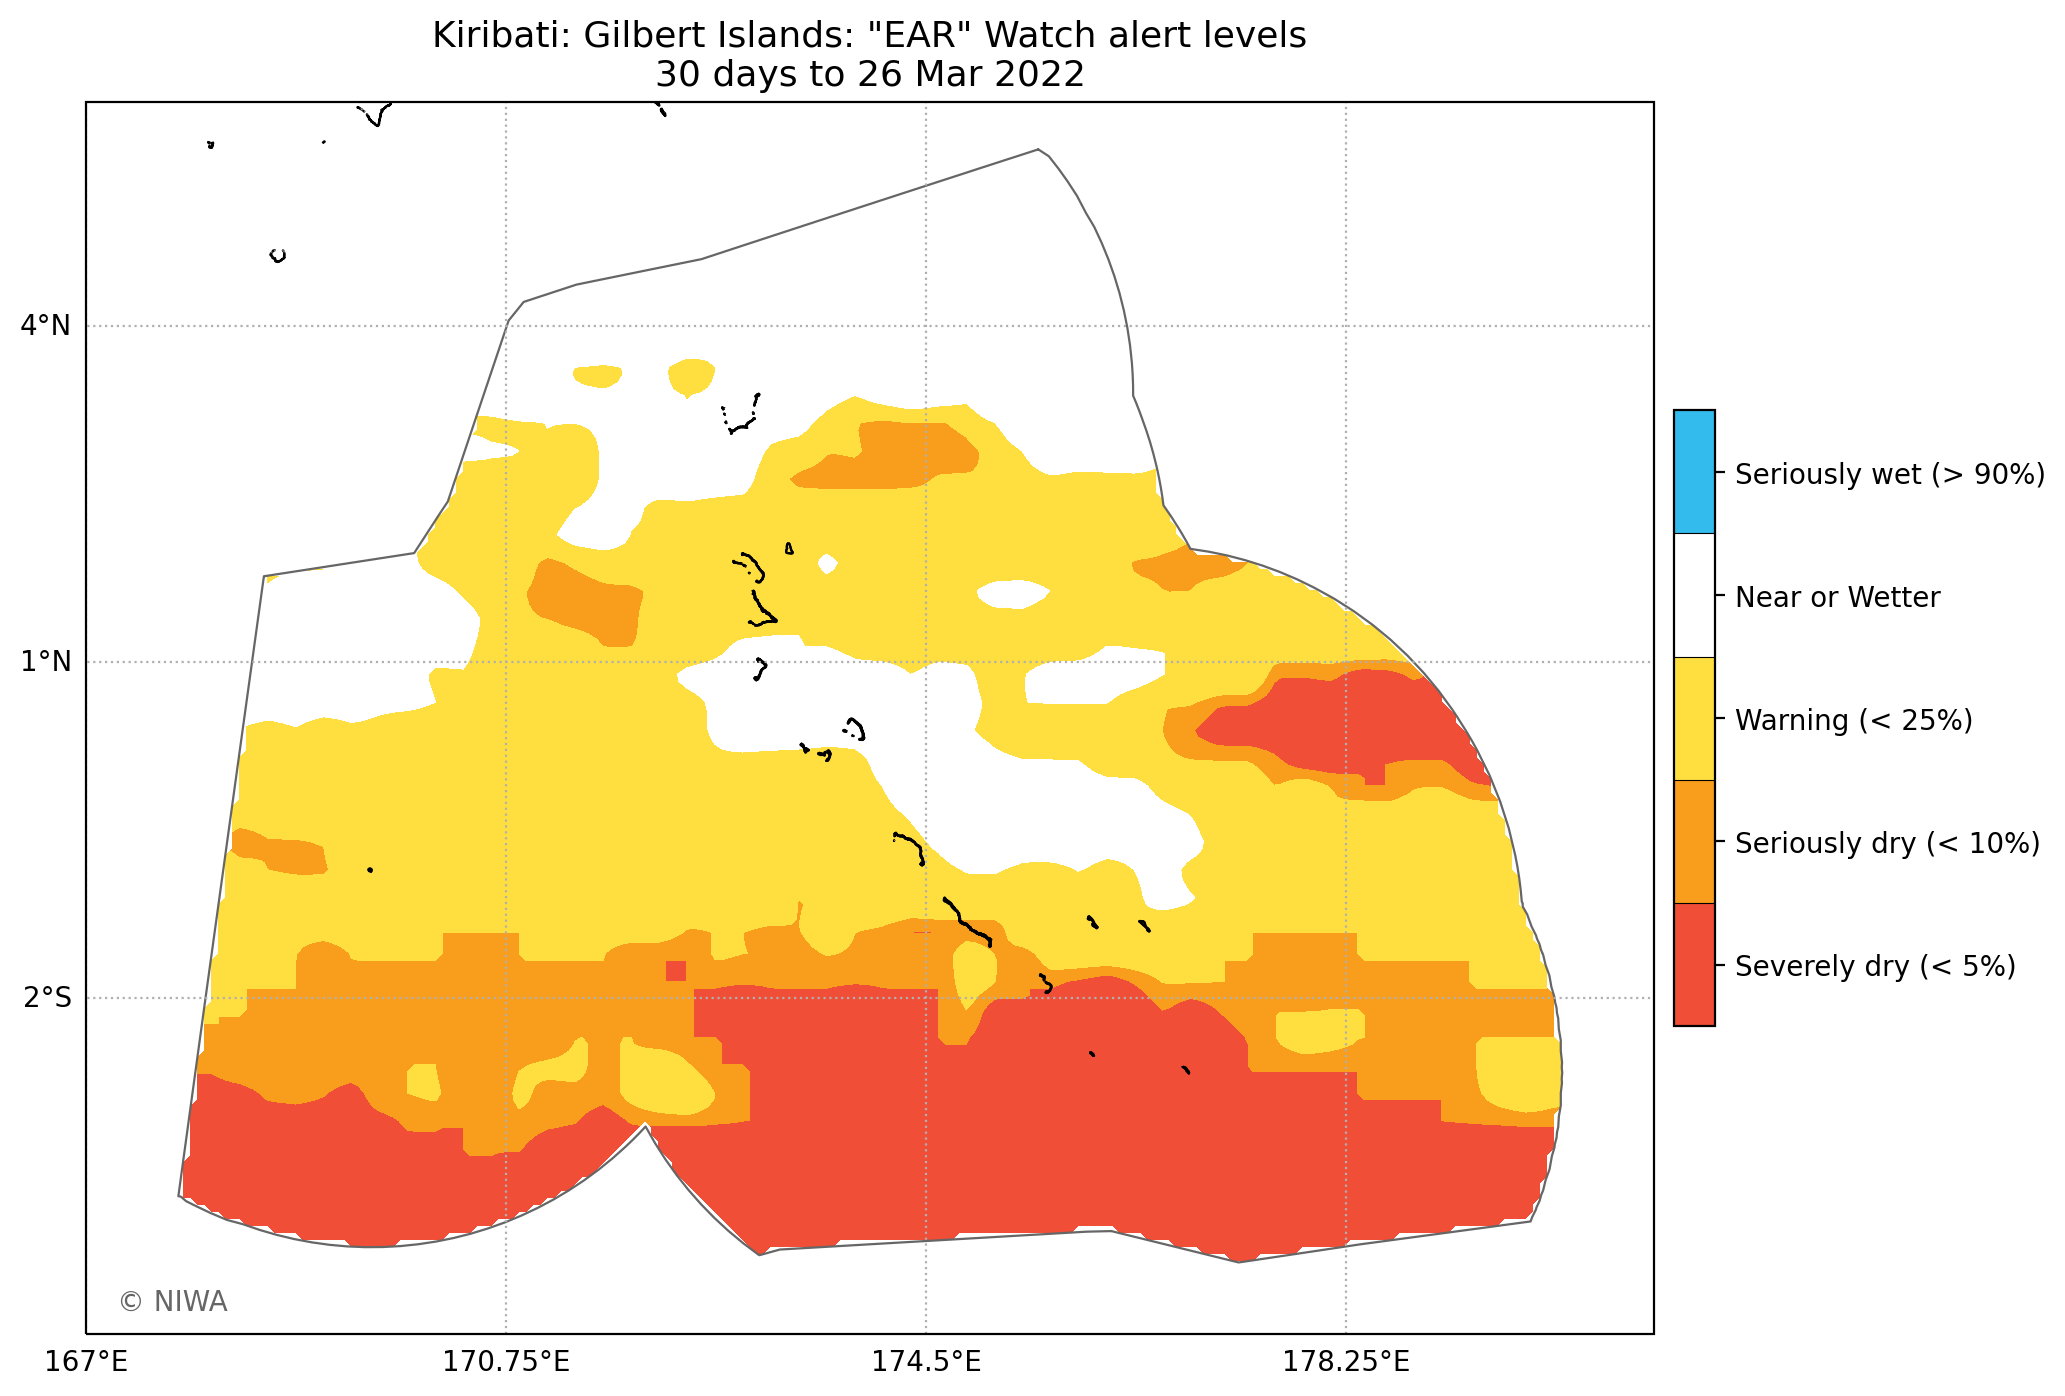 Kiribati: Gilbert Islands: "EAR" Watch alert levels
30 days to 26 Mar 2022
4°N
1°N
2°S
167°E
170.75°E
174.5°E
178.25°E
Seriously wet (> 90%)
Near or Wetter
Warning (< 25%)
Seriously dry (< 10%)
Severely dry (< 5%)
© NIWA